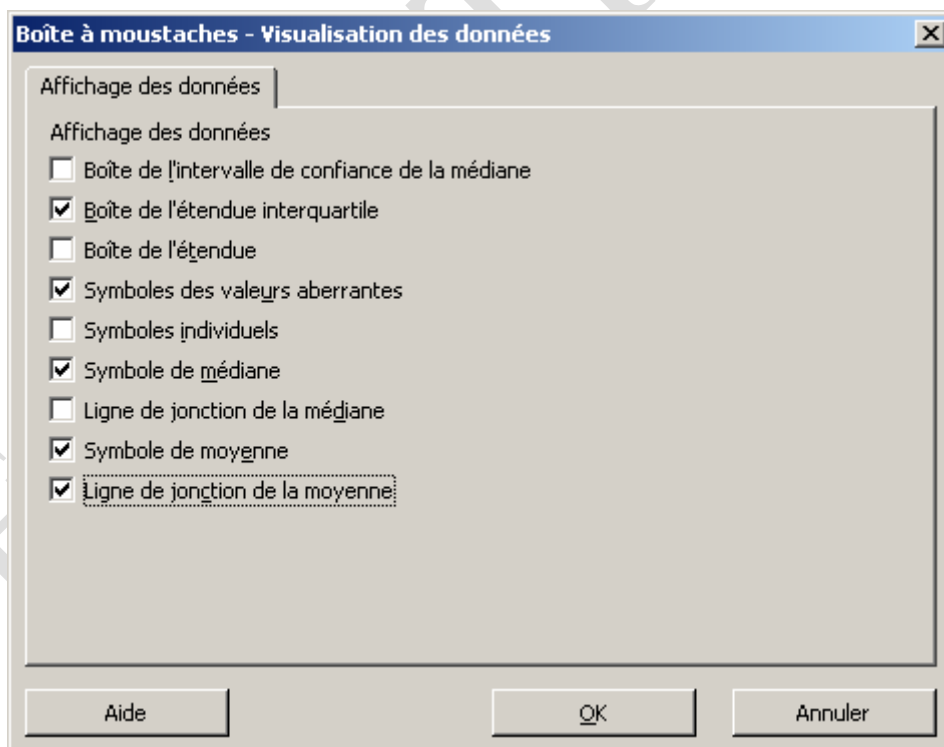 Boîte à moustaches - Visualisation des données
Affichage des données
Affichage des données
Boîte de l'intervalle de confiance de la médiane
Boîte de l'étendue interquartile
Boîte de l'étendue
Symboles des valeurs aberrantes
Symboles individuels
Symbole de médiane
Ligne de jonction de la médiane
Symbole de moyenne
Ligne de jonction de la moyenne
Aide
OK
Annuler